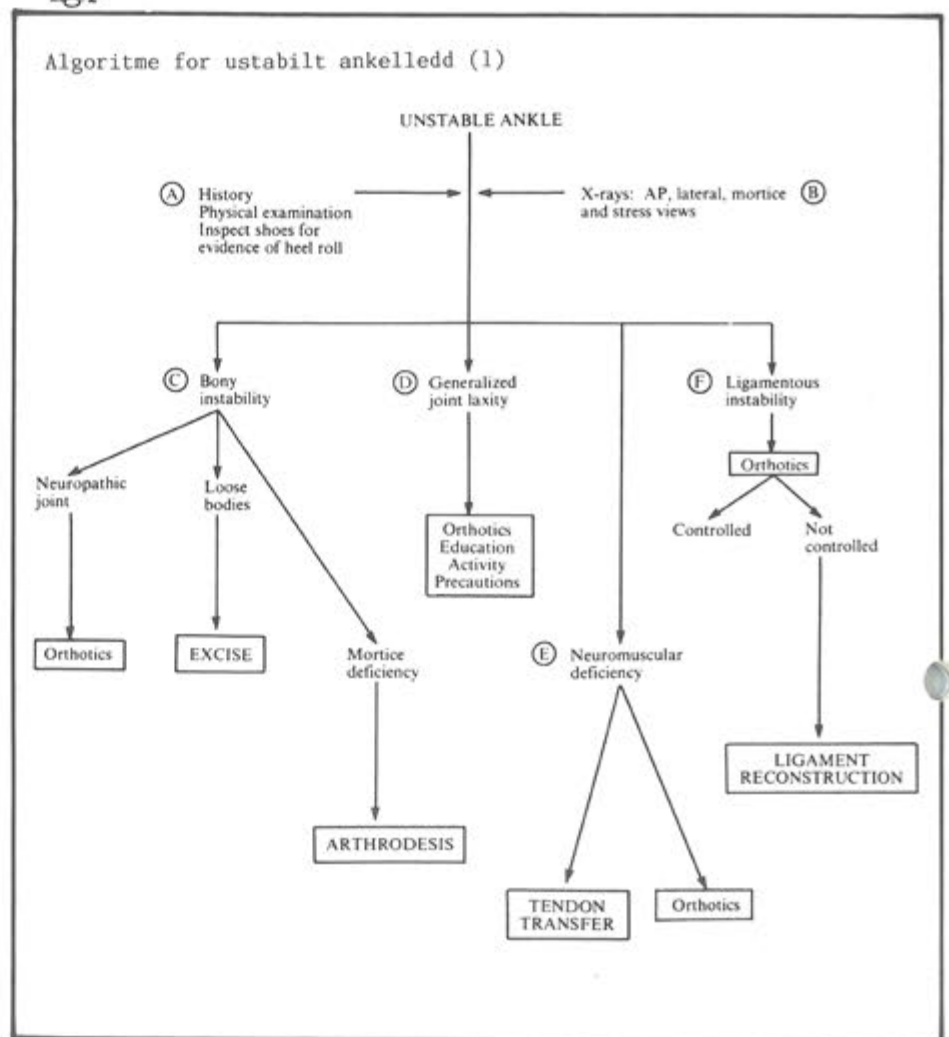 Algoritme for ustabilt ankelledd (1)
UNSTABLE ANKLE
A History
Physical examination
Inspect shoes for
evidence of heel roll
X-rays: AP, lateral, mortice B
and stress views
C Bony
instability
D Generalized
joint laxity
F Ligamentous
instability
Neuropathic
joint
Loose
bodies
Orthotics
Controlled
Not
controlled
Orthotics
Education
Activity
Precautions
Orthotics
EXCISE
Mortice
deficiency
E Neuromuscular
deficiency
LIGAMENT
RECONSTRUCTION
ARTHRODESIS
TENDON
TRANSFER
Orthotics